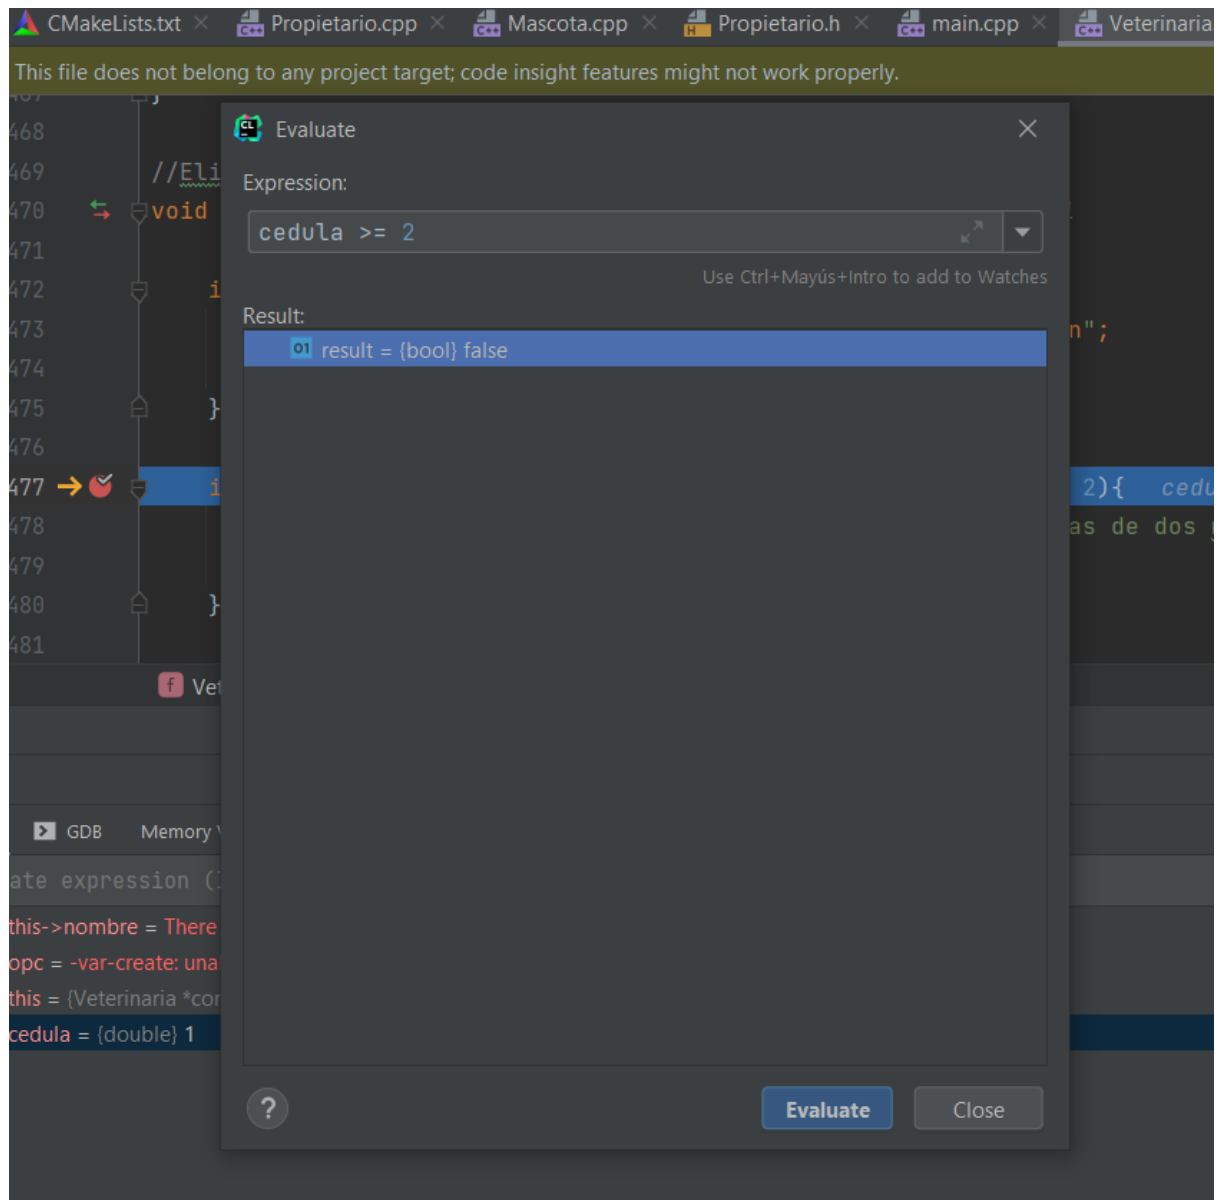 CMakeLists.txt Propietario.cpp Mascota.cpp Propietario.h main.cpp Veterinaria
This file does not belong to any project target; code insight features might not work properly.
467 }
468
469 //Eli
470 void
471
472 i
473 n";
474
475 }
476
477 i 2){ cedu
478 as de dos
479
480 }
481
Evaluate
Expression:
cedula >= 2
Use Ctrl+Mayús+Intro to add to Watches
Result:
01 result = {bool} false
f Vet
GDB Memory V
ate expression (
this->nombre = There
opc = -var-create: una
this = {Veterinaria *con
cedula = {double} 1
? Evaluate Close